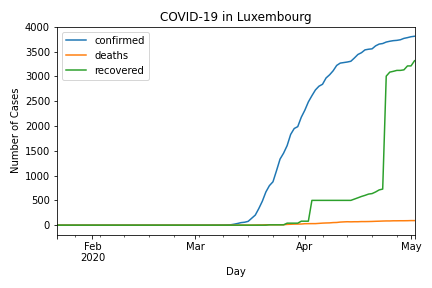 COVID-19 in Luxembourg
confirmed
deaths
recovered
Number of Cases
4000
3500
3000
2500
2000
1500
1000
500
0
Feb
2020
Mar
Apr
May
Day